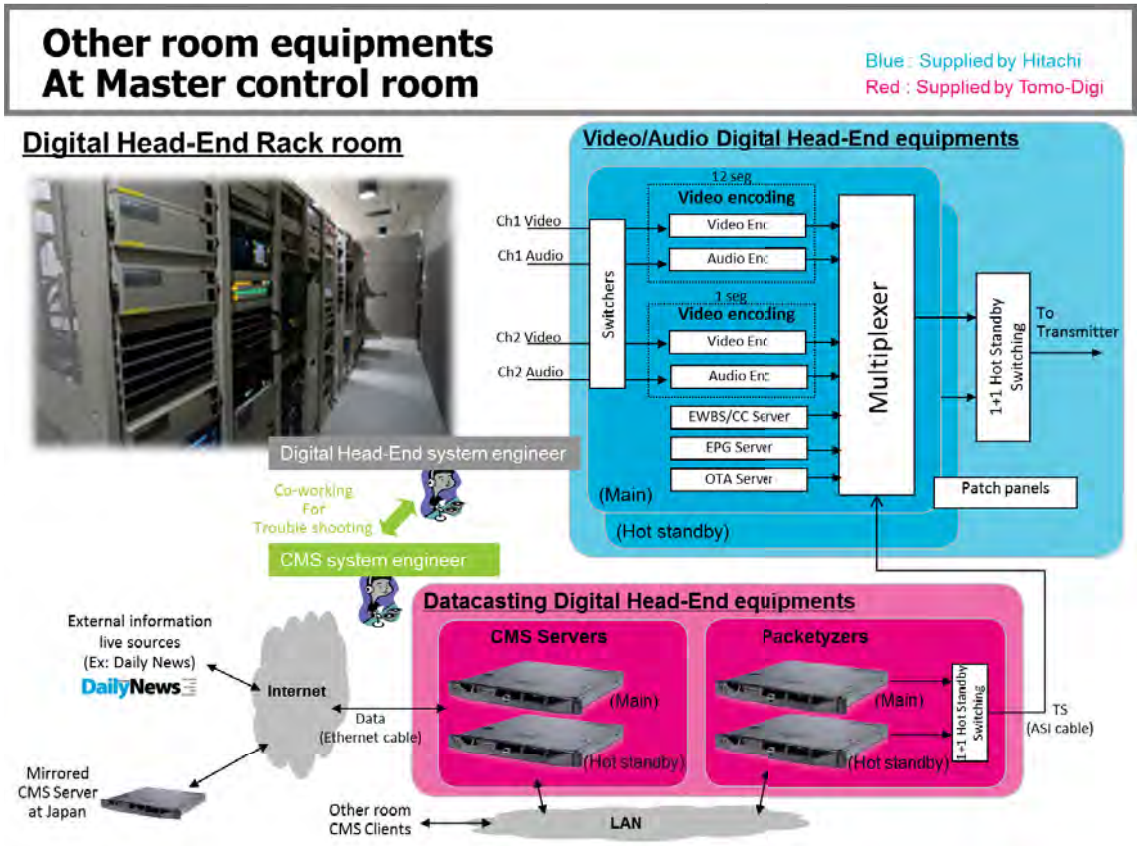 Other room equipments
At Master control room
Blue : Supplied by Hitachi
Red : Supplied by Tomo-Digi
Digital Head-End Rack room
Video/Audio Digital Head-End equipments
12 seg
Video encoding
Ch1 Video
Video Enc
Ch1 Audio
Audio Enc
Switchers
1 seg
Video encoding
Ch2 Video
Video Enc
Ch2 Audio
Audio Enc
EWBS/CC Server
EPG Server
OTA Server
Multiplexer
1+1 Hot Standby
Switching
To
Transmitter
Patch panels
(Main)
(Hot standby)
Digital Head-End system engineer
Co-working
For
Trouble shooting
CMS system engineer
Datacasting Digital Head-End equipments
CMS Servers
(Main)
(Hot standby)
Packetyzers
(Main)
(Hot standby)
1+1 Hot Standby
Switching
TS
(ASI cable)
External information
live sources
(Ex: Daily News)
DailyNews
Internet
Data
(Ethernet cable)
Mirrored
CMS Server
at Japan
Other room
CMS Clients
LAN